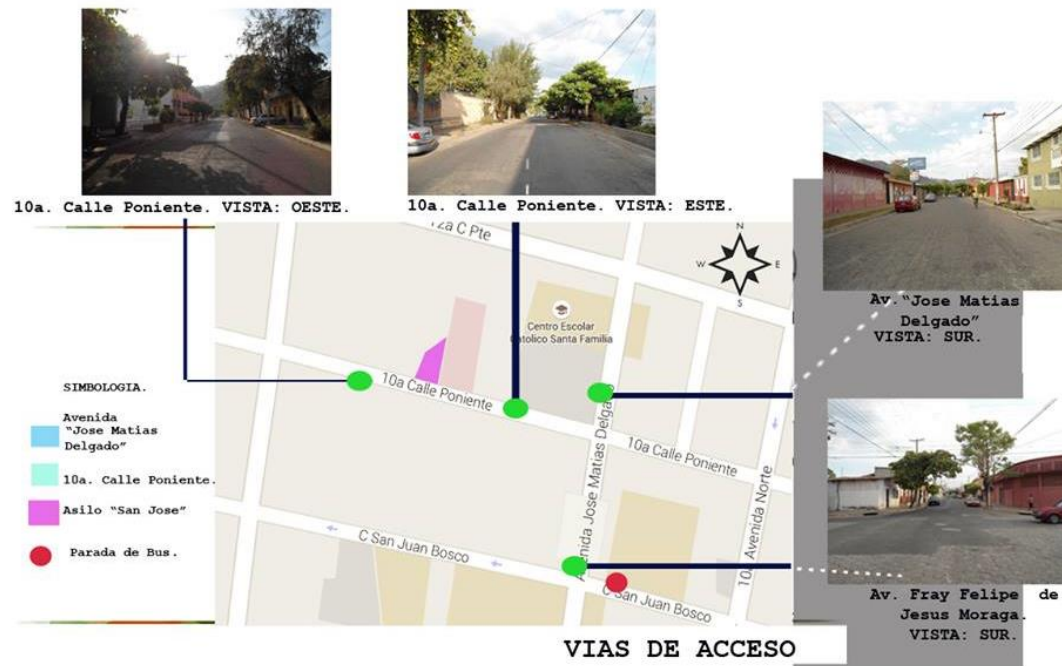 10a. Calle Poniente. VISTA: OESTE.
10a. Calle Poniente. VISTA: ESTE.
Av. “Jose Matias
Delgado”
VISTA: SUR.
12a C Pte
N
W
E
S
Centro Escolar
Catolico Santa Familia
10a Calle Poniente
Avenida Jose Matias Delgado
10a Calle Poniente
10a Avenida Norte
C San Juan Bosco
C San Juan Bosco
SIMBOLOGIA.
Avenida
“Jose Matias
Delgado”
10a. Calle Poniente.
Asilo “San Jose”
Parada de Bus.
Av. Fray Felipe de
Jesus Moraga.
VISTA: SUR.
VIAS DE ACCESO